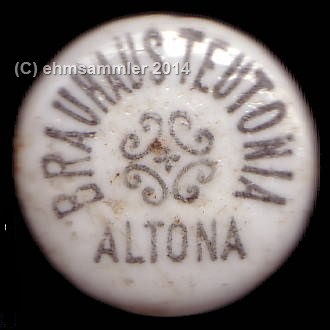 (C) ehmsammler 2014
BRAUHAUS TEUTONIA
ALTONA